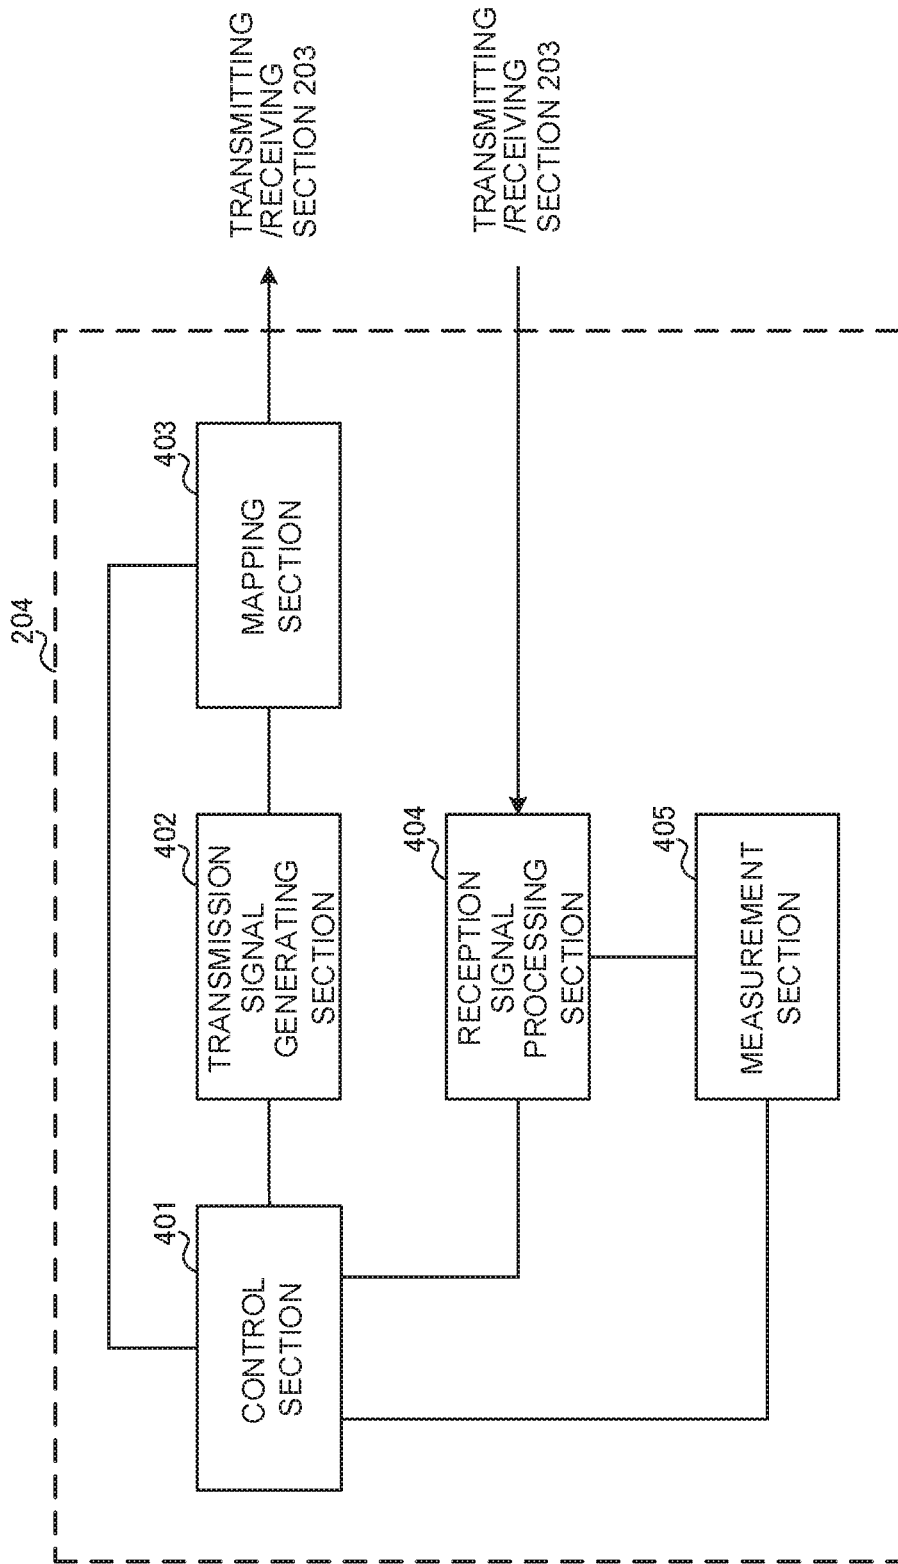 204
401
CONTROL
SECTION
402
TRANSMISSION
SIGNAL
GENERATING
SECTION
403
MAPPING
SECTION
TRANSMITTING
/RECEIVING
SECTION 203
404
RECEPTION
SIGNAL
PROCESSING
SECTION
TRANSMITTING
/RECEIVING
SECTION 203
405
MEASUREMENT
SECTION